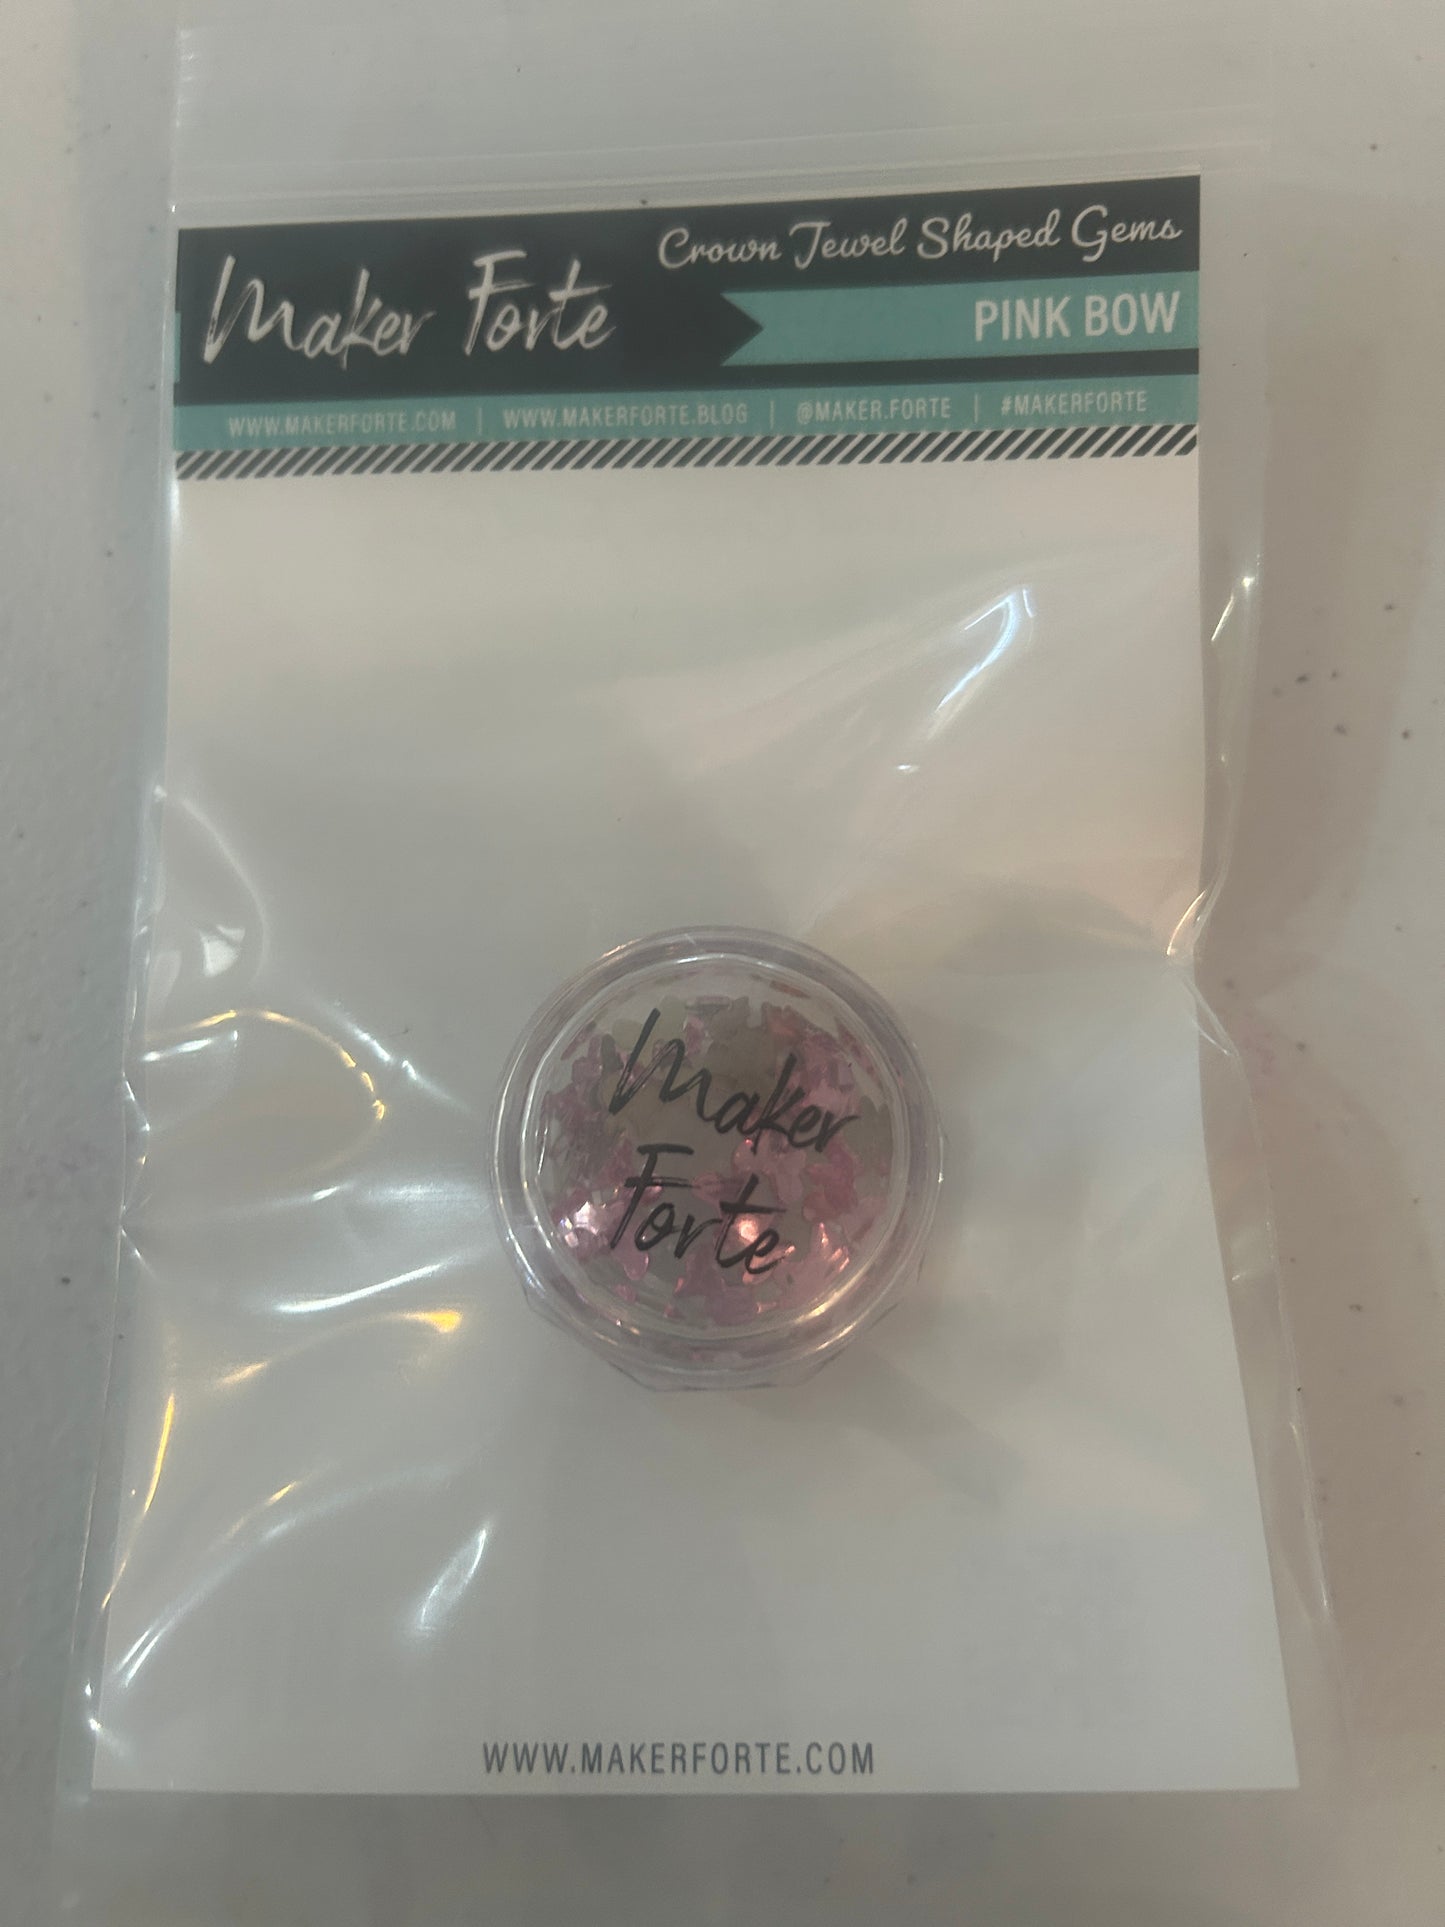 Maker Forte
Crown Jewel Shaped Gems
PINK BOW
WWW.MAKERFORTE.COM | WWW.MAKERFORTE.BLOG | @MAKER.FORTE | #MAKERFORTE
Maker
Forte
WWW.MAKERFORTE.COM